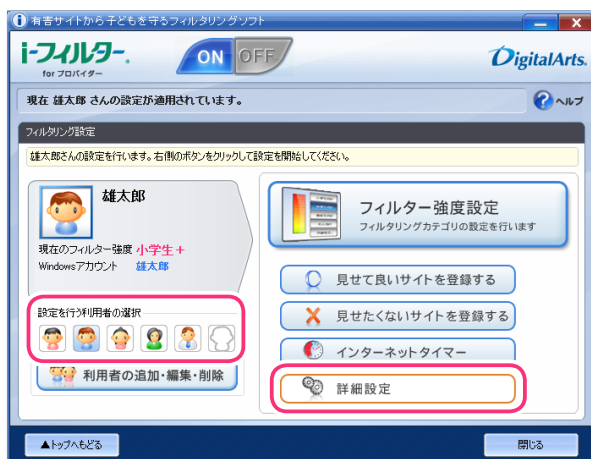 有害サイトから子どもを守るフィルタリングソフト
i-フィルター. ON OFF
for プロバイダー
DigitalArts.
現在 雄太郎 さんの設定が適用されています。 ヘルプ
フィルタリング設定
雄太郎さんの設定を行います。右側のボタンをクリックして設定を開始してください。
雄太郎
現在のフィルター強度 小学生+
Windowsアカウント 雄太郎
設定を行う利用者の選択
利用者の追加・編集・削除
フィルター強度設定
フィルタリングカテゴリの設定を行います
見せて良いサイトを登録する
見せたくないサイトを登録する
インターネットタイマー
詳細設定
▲トップへもどる
閉じる